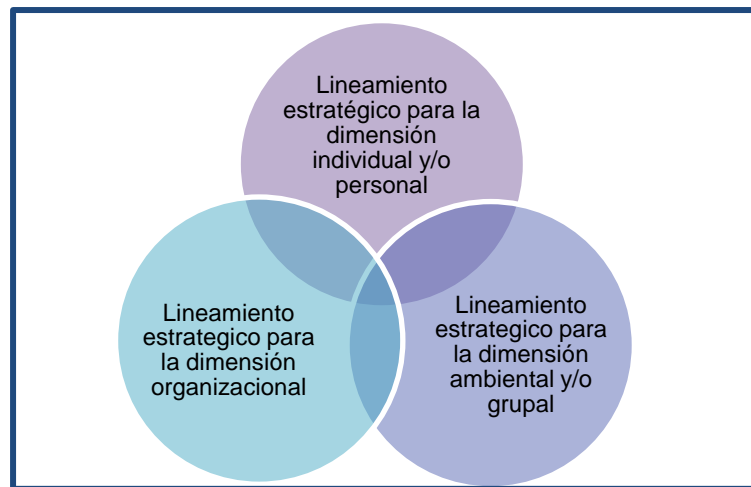 Lineamiento
estratégico para la
dimensión
individual y/o
personal
Lineamiento
estrategico para
la dimensión
organizacional
Lineamiento
estrategico para
la dimensión
ambiental y/o
grupal